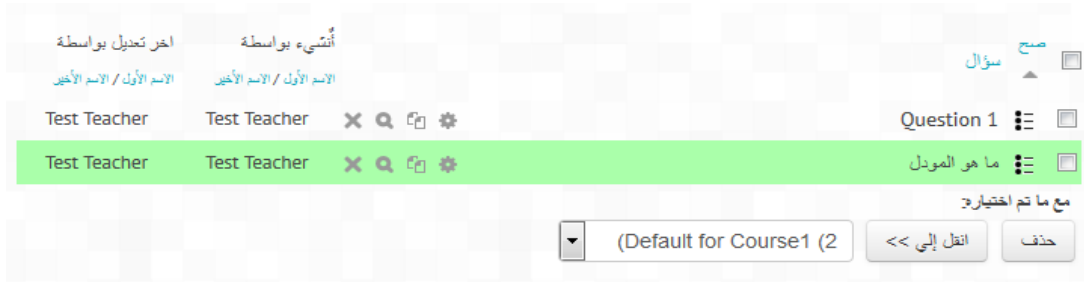 صح سؤال أُنشيء بواسطة اخر تعديل بواسطة
الاسم الأول / الاسم الأخير الاسم الأول / الاسم الأخير
Question 1 Test Teacher Test Teacher
ما هو المودل Test Teacher Test Teacher
مع ما تم اختياره:
حذف انقل إلى >> (Default for Course1 (2